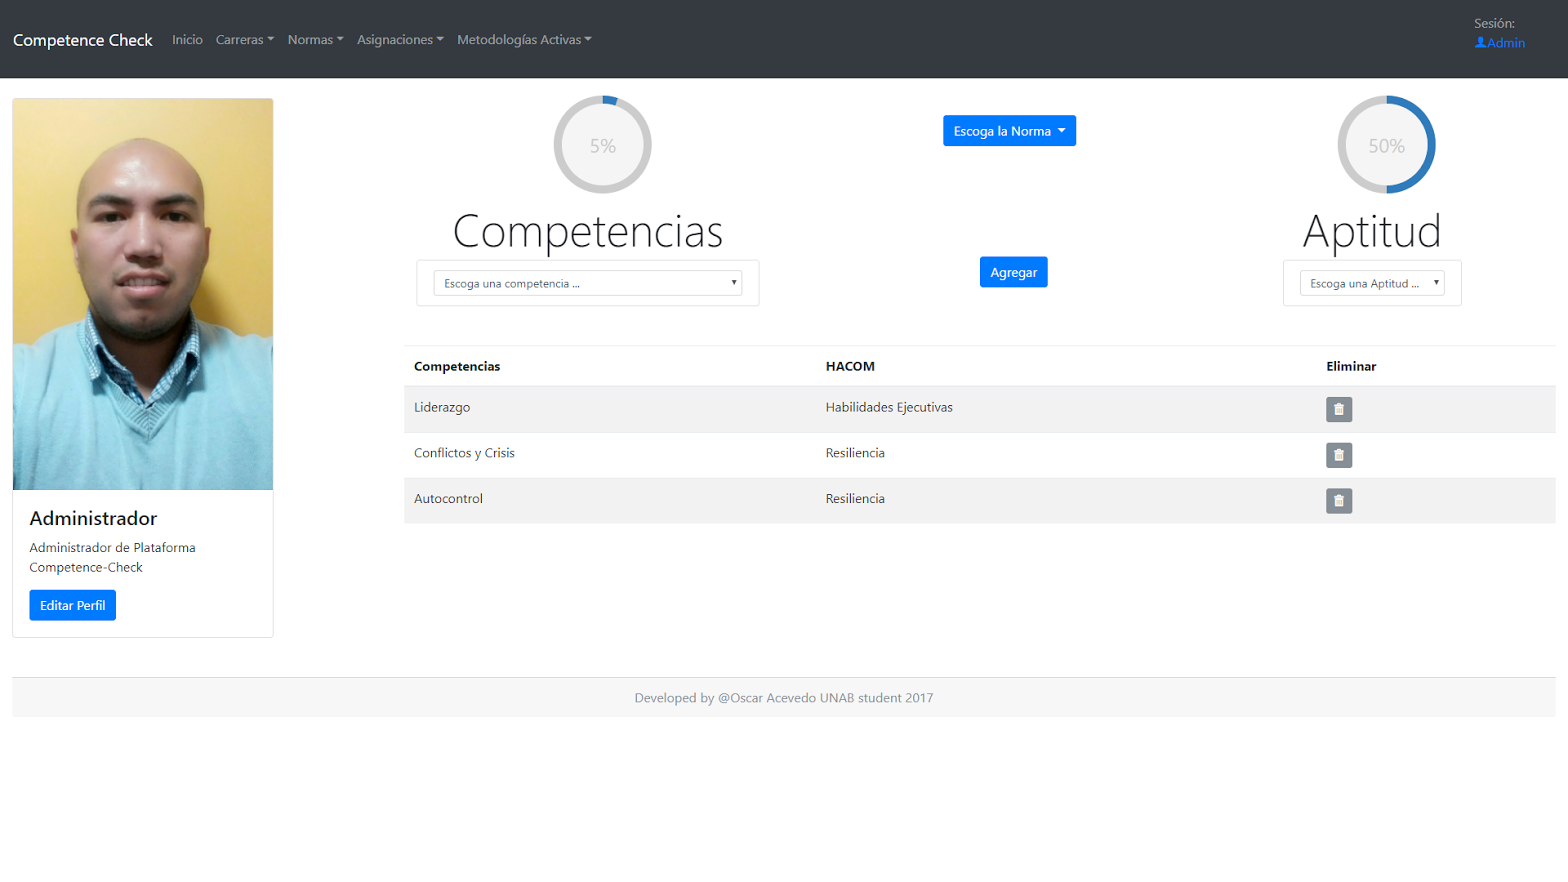 Competence Check Inicio Carreras Normas Asignaciones Metodologías Activas
Sesión:
Admin
5%
Escoga la Norma
50%
Competencias
Aptitud
Escoga una competencia ...
Agregar
Escoga una Aptitud ...
Competencias HACOM Eliminar
Liderazgo Habilidades Ejecutivas
Conflictos y Crisis Resiliencia
Autocontrol Resiliencia
Administrador
Administrador de Plataforma
Competence-Check
Editar Perfil
Developed by @Oscar Acevedo UNAB student 2017